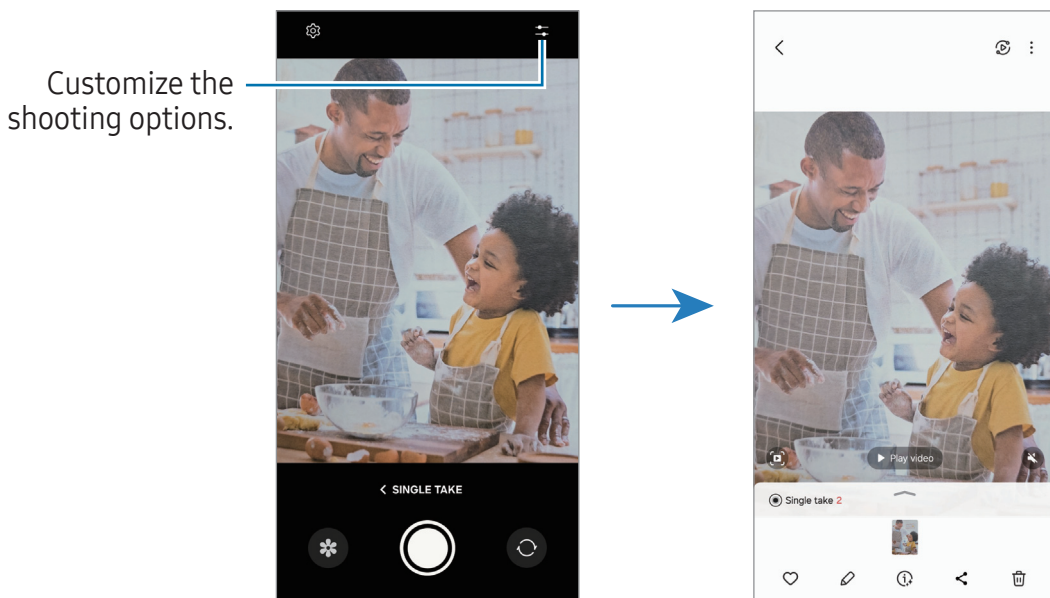 Customize the
shooting options.
SINGLE TAKE
Play video
Single take 2